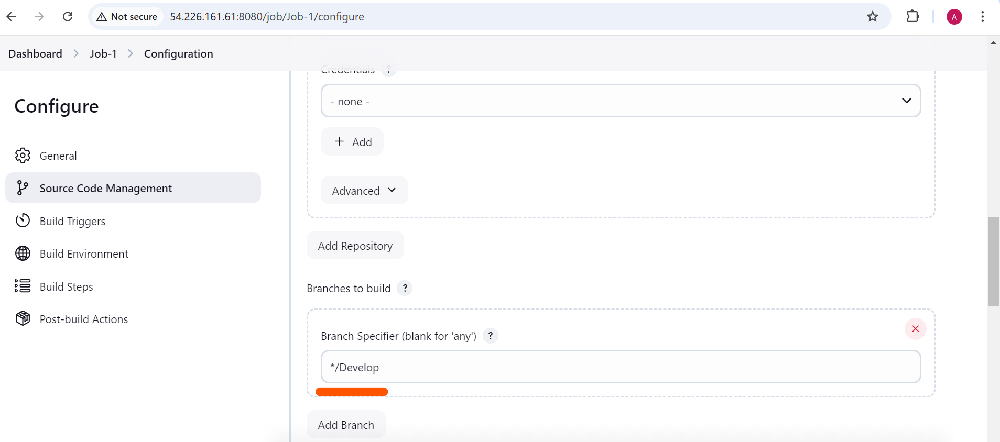 Not secure 54.226.161.61:8080/job/Job-1/configure A
Dashboard Job-1 Configuration
Credentials ?
Configure
- none -
+ Add
General
Source Code Management
Advanced
Build Triggers
Add Repository
Build Environment
Branches to build ?
Build Steps
Post-build Actions
Branch Specifier (blank for 'any') ?
*/Develop
Add Branch